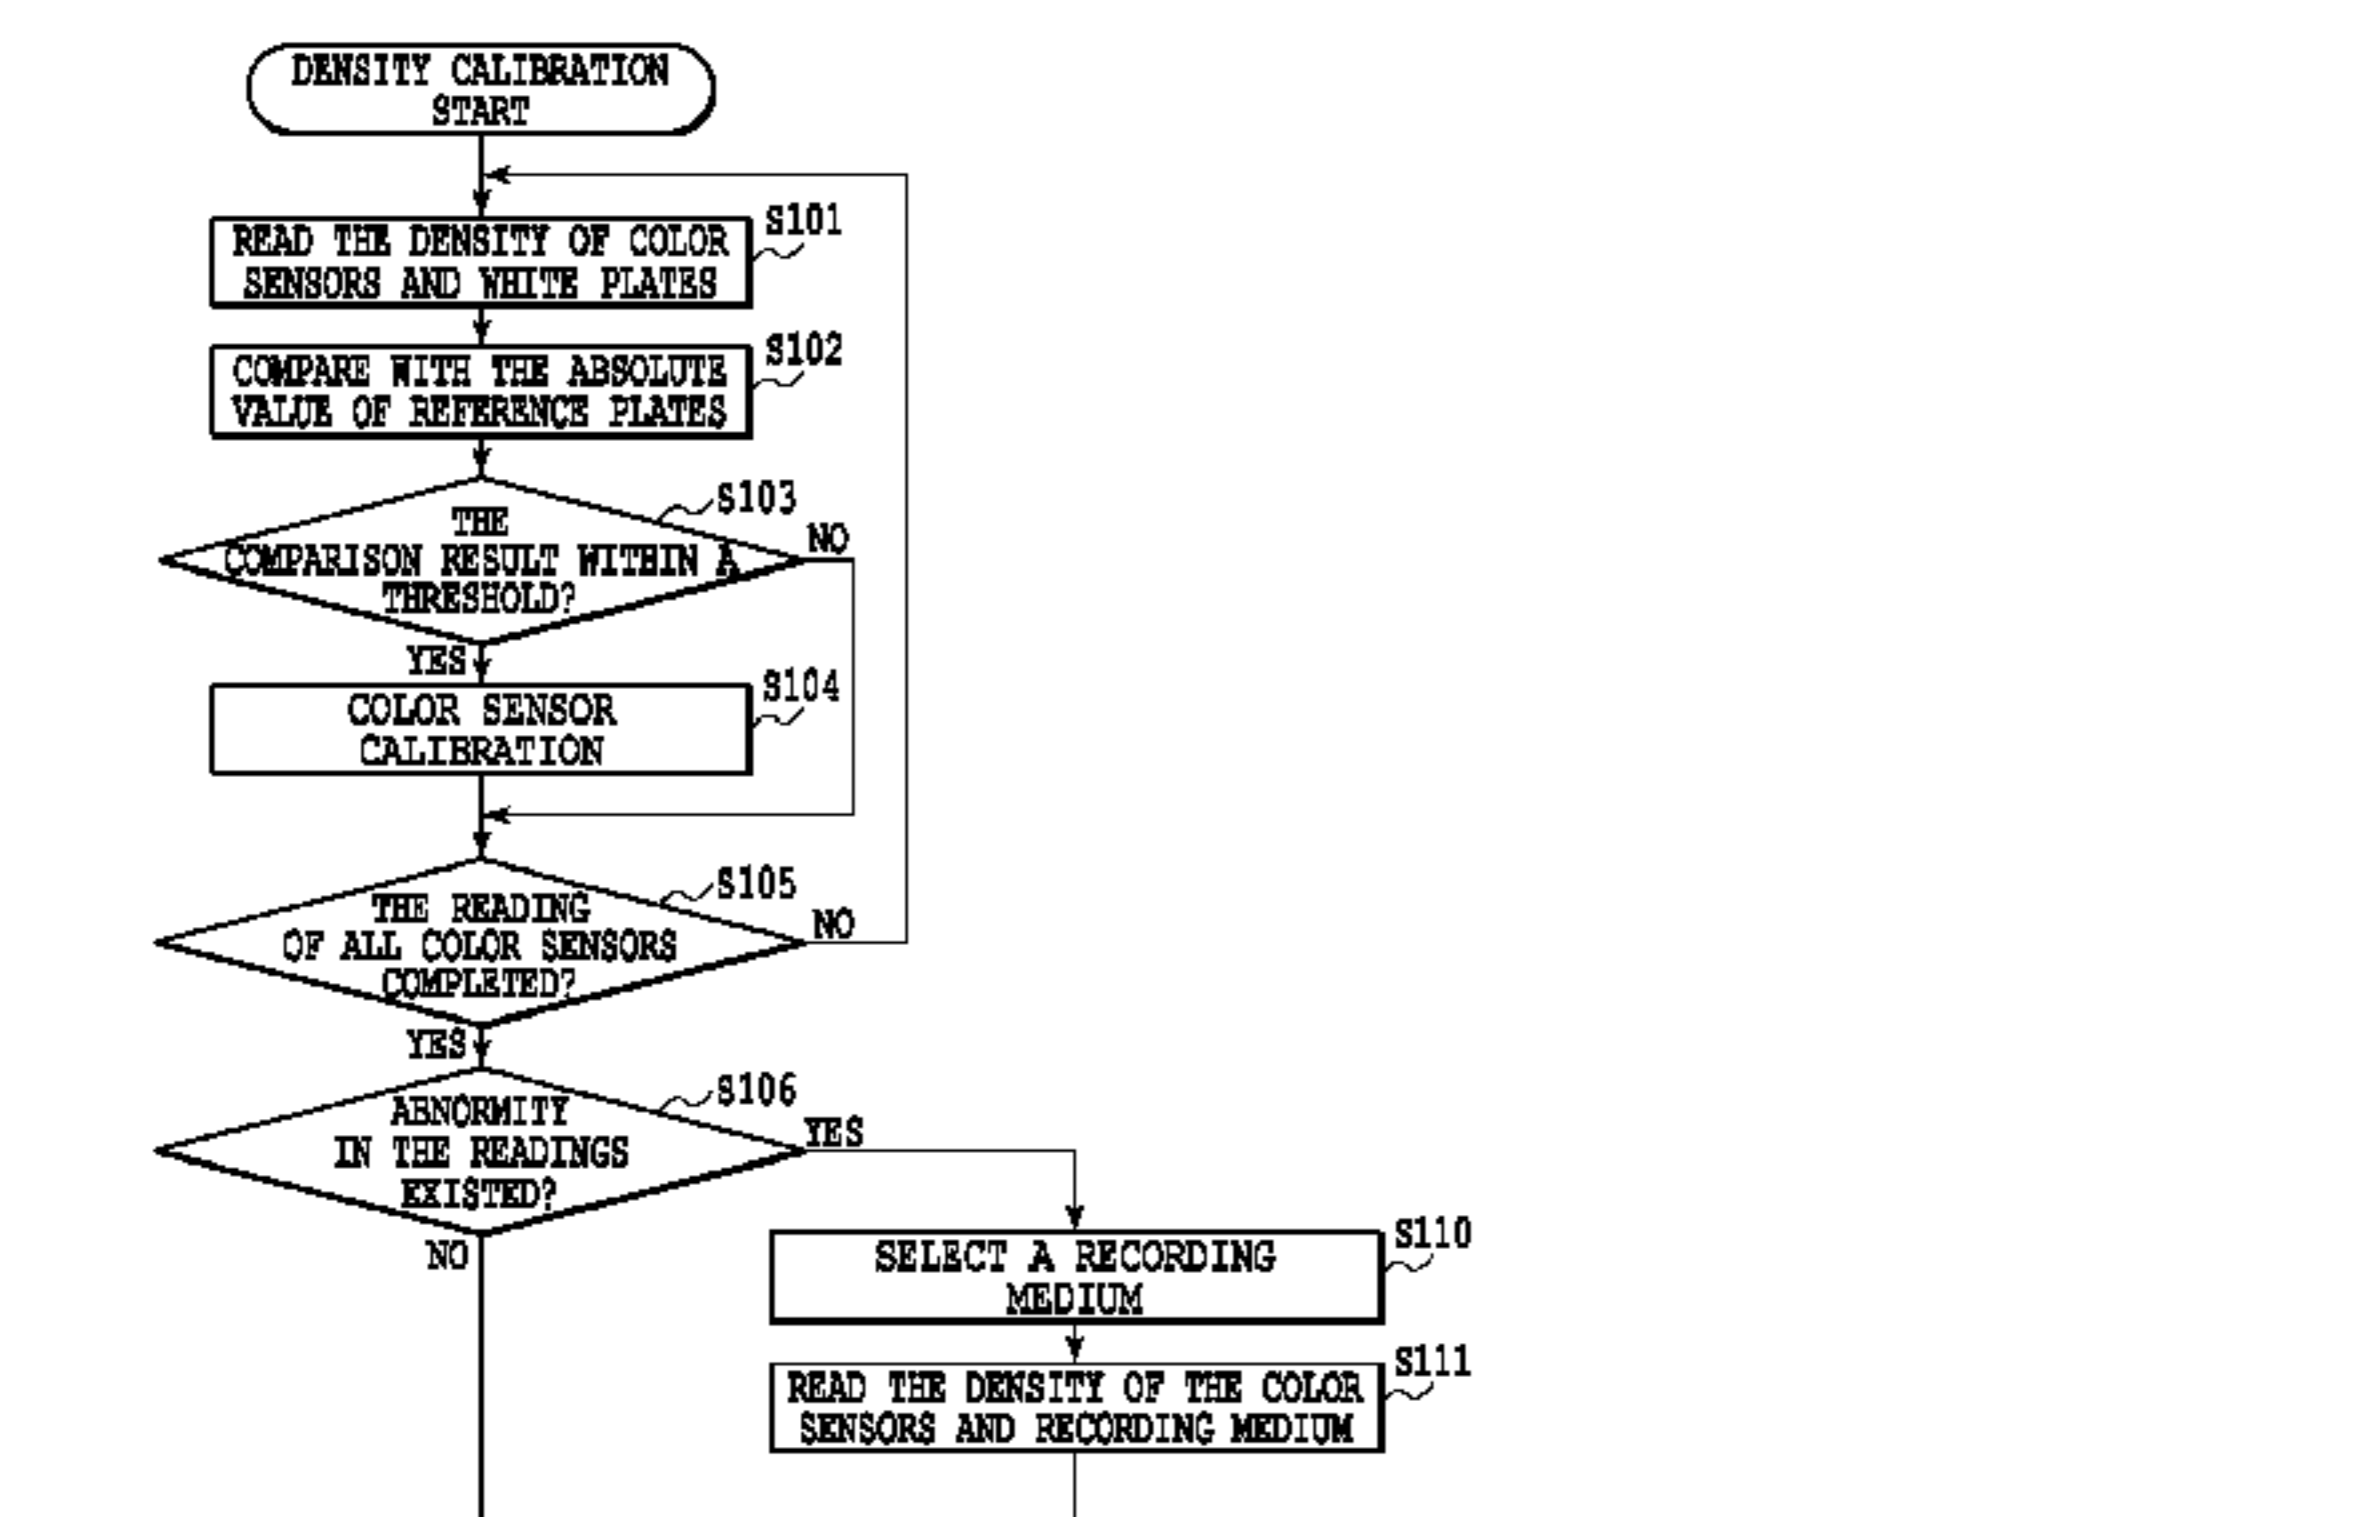 DENSITY CALIBRATION
START
S101
READ THE DENSITY OF COLOR
SENSORS AND WHITE PLATES
S102
COMPARE WITH THE ABSOLUTE
VALUE OF REFERENCE PLATES
S103
THE
COMPARISON RESULT WITHIN A
THRESHOLD?
NO
YES
S104
COLOR SENSOR
CALIBRATION
S105
THE READING
OF ALL COLOR SENSORS
COMPLETED?
NO
YES
S106
ABNORMITY
IN THE READINGS
EXISTED?
YES
NO
S110
SELECT A RECORDING
MEDIUM
S111
READ THE DENSITY OF THE COLOR
SENSORS AND RECORDING MEDIUM